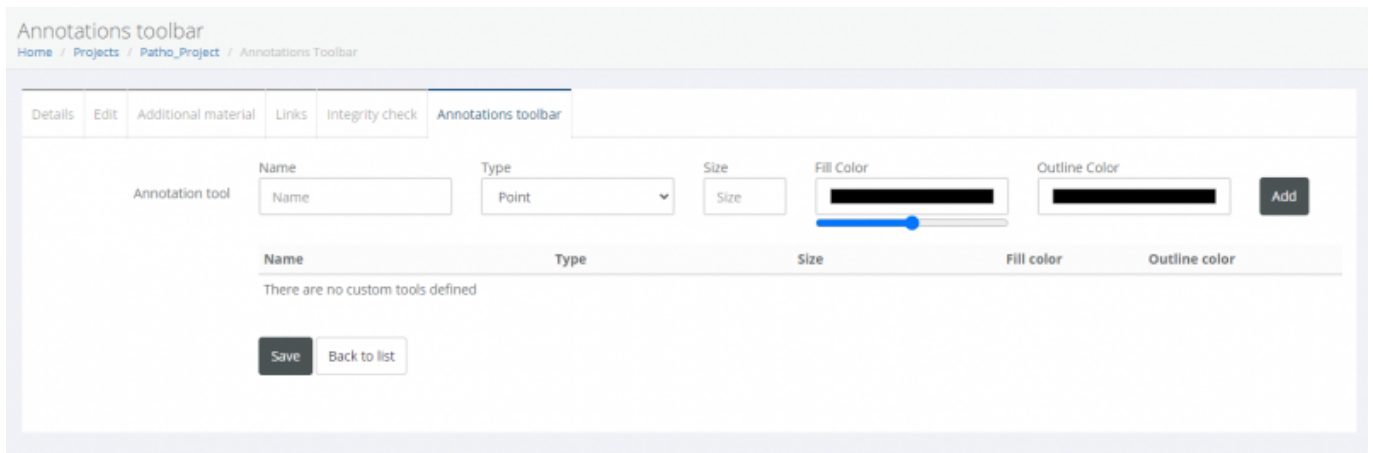 Annotations toolbar
Home / Projects / Patho_Project / Annotations Toolbar
Details Edit Additional material Links Integrity check Annotations toolbar
Name Type Size Fill Color Outline Color
Annotation tool Name Point Size Add
Name Type Size Fill color Outline color
There are no custom tools defined
Save Back to list